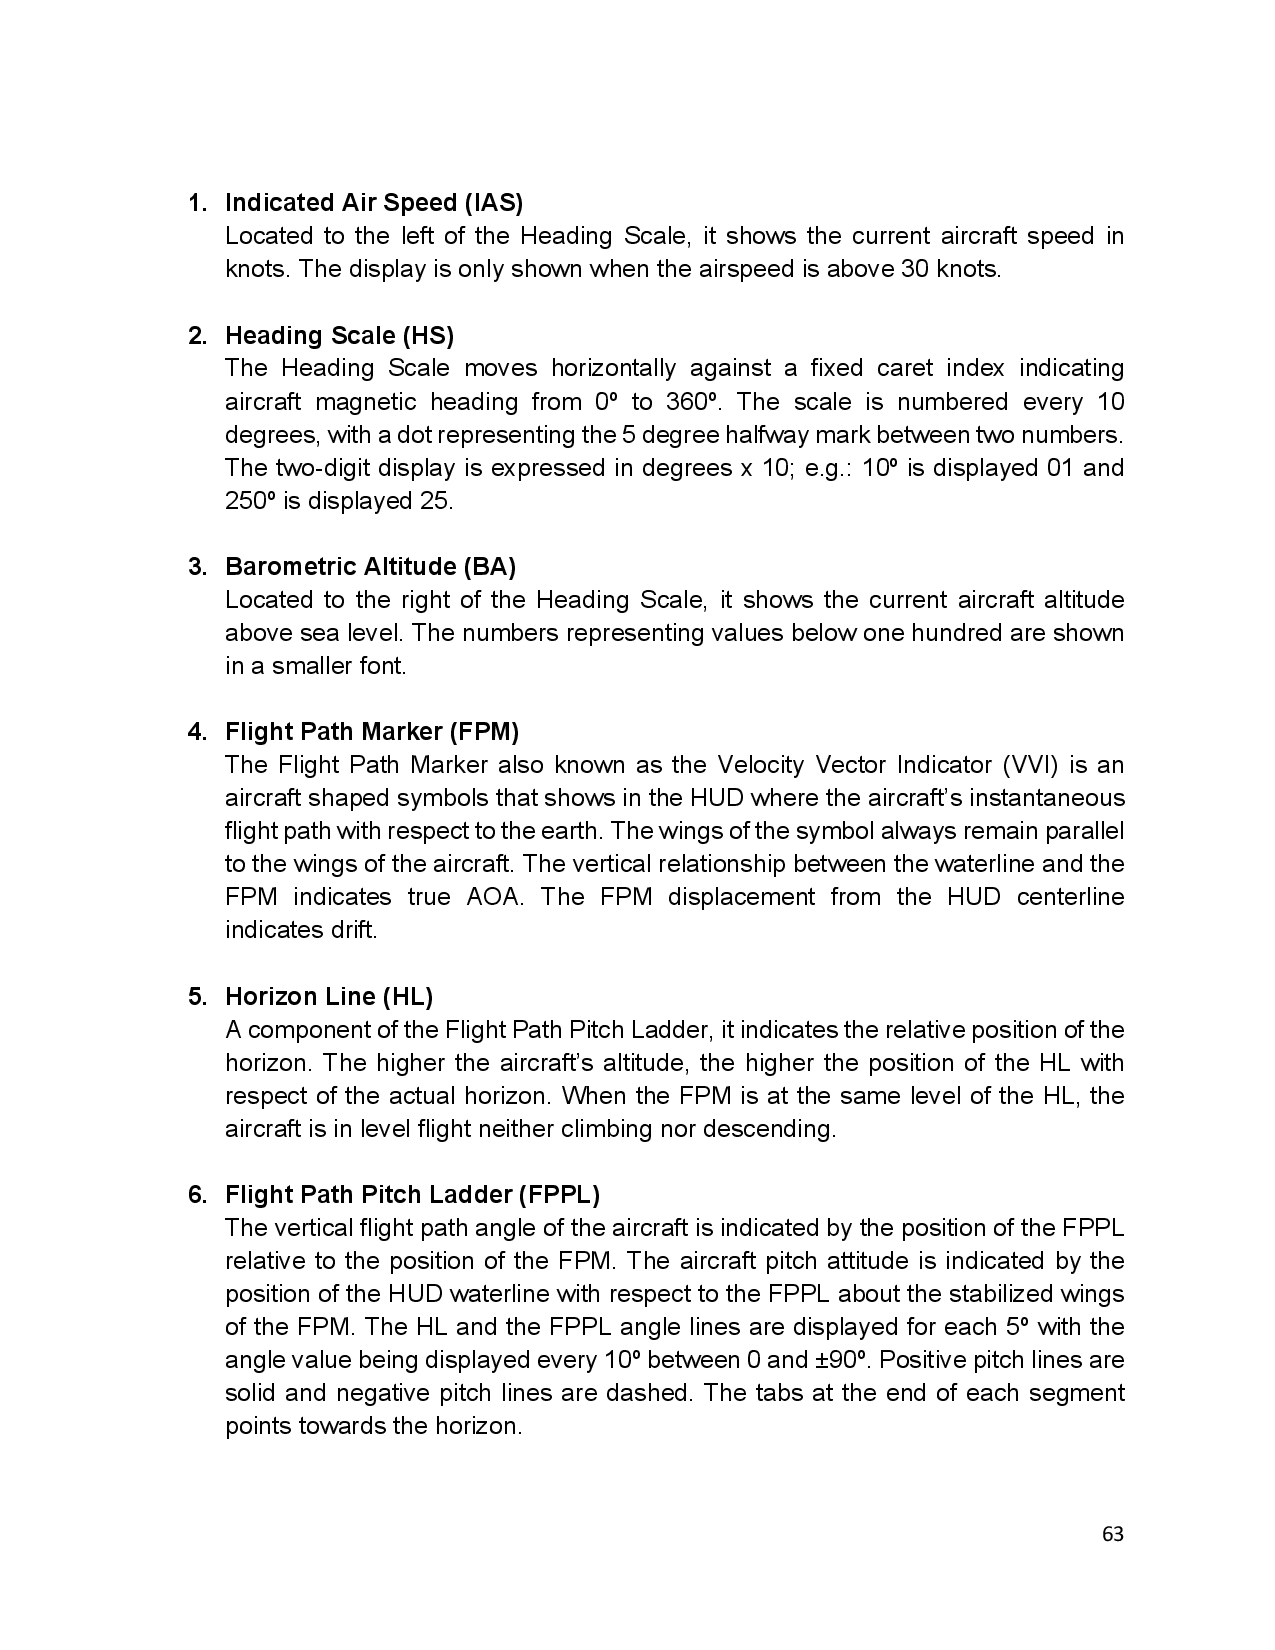 1. Indicated Air Speed (IAS)
Located to the left of the Heading Scale, it shows the current aircraft speed in
knots. The display is only shown when the airspeed is above 30 knots.
2. Heading Scale (HS)
The Heading Scale moves horizontally against a fixed caret index indicating
aircraft magnetic heading from 0º to 360º. The scale is numbered every 10
degrees, with a dot representing the 5 degree halfway mark between two numbers.
The two-digit display is expressed in degrees x 10; e.g.: 10º is displayed 01 and
250º is displayed 25.
3. Barometric Altitude (BA)
Located to the right of the Heading Scale, it shows the current aircraft altitude
above sea level. The numbers representing values below one hundred are shown
in a smaller font.
4. Flight Path Marker (FPM)
The Flight Path Marker also known as the Velocity Vector Indicator (VVI) is an
aircraft shaped symbols that shows in the HUD where the aircraft’s instantaneous
flight path with respect to the earth. The wings of the symbol always remain parallel
to the wings of the aircraft. The vertical relationship between the waterline and the
FPM indicates true AOA. The FPM displacement from the HUD centerline
indicates drift.
5. Horizon Line (HL)
A component of the Flight Path Pitch Ladder, it indicates the relative position of the
horizon. The higher the aircraft’s altitude, the higher the position of the HL with
respect of the actual horizon. When the FPM is at the same level of the HL, the
aircraft is in level flight neither climbing nor descending.
6. Flight Path Pitch Ladder (FPPL)
The vertical flight path angle of the aircraft is indicated by the position of the FPPL
relative to the position of the FPM. The aircraft pitch attitude is indicated by the
position of the HUD waterline with respect to the FPPL about the stabilized wings
of the FPM. The HL and the FPPL angle lines are displayed for each 5º with the
angle value being displayed every 10º between 0 and ±90º. Positive pitch lines are
solid and negative pitch lines are dashed. The tabs at the end of each segment
points towards the horizon.
63